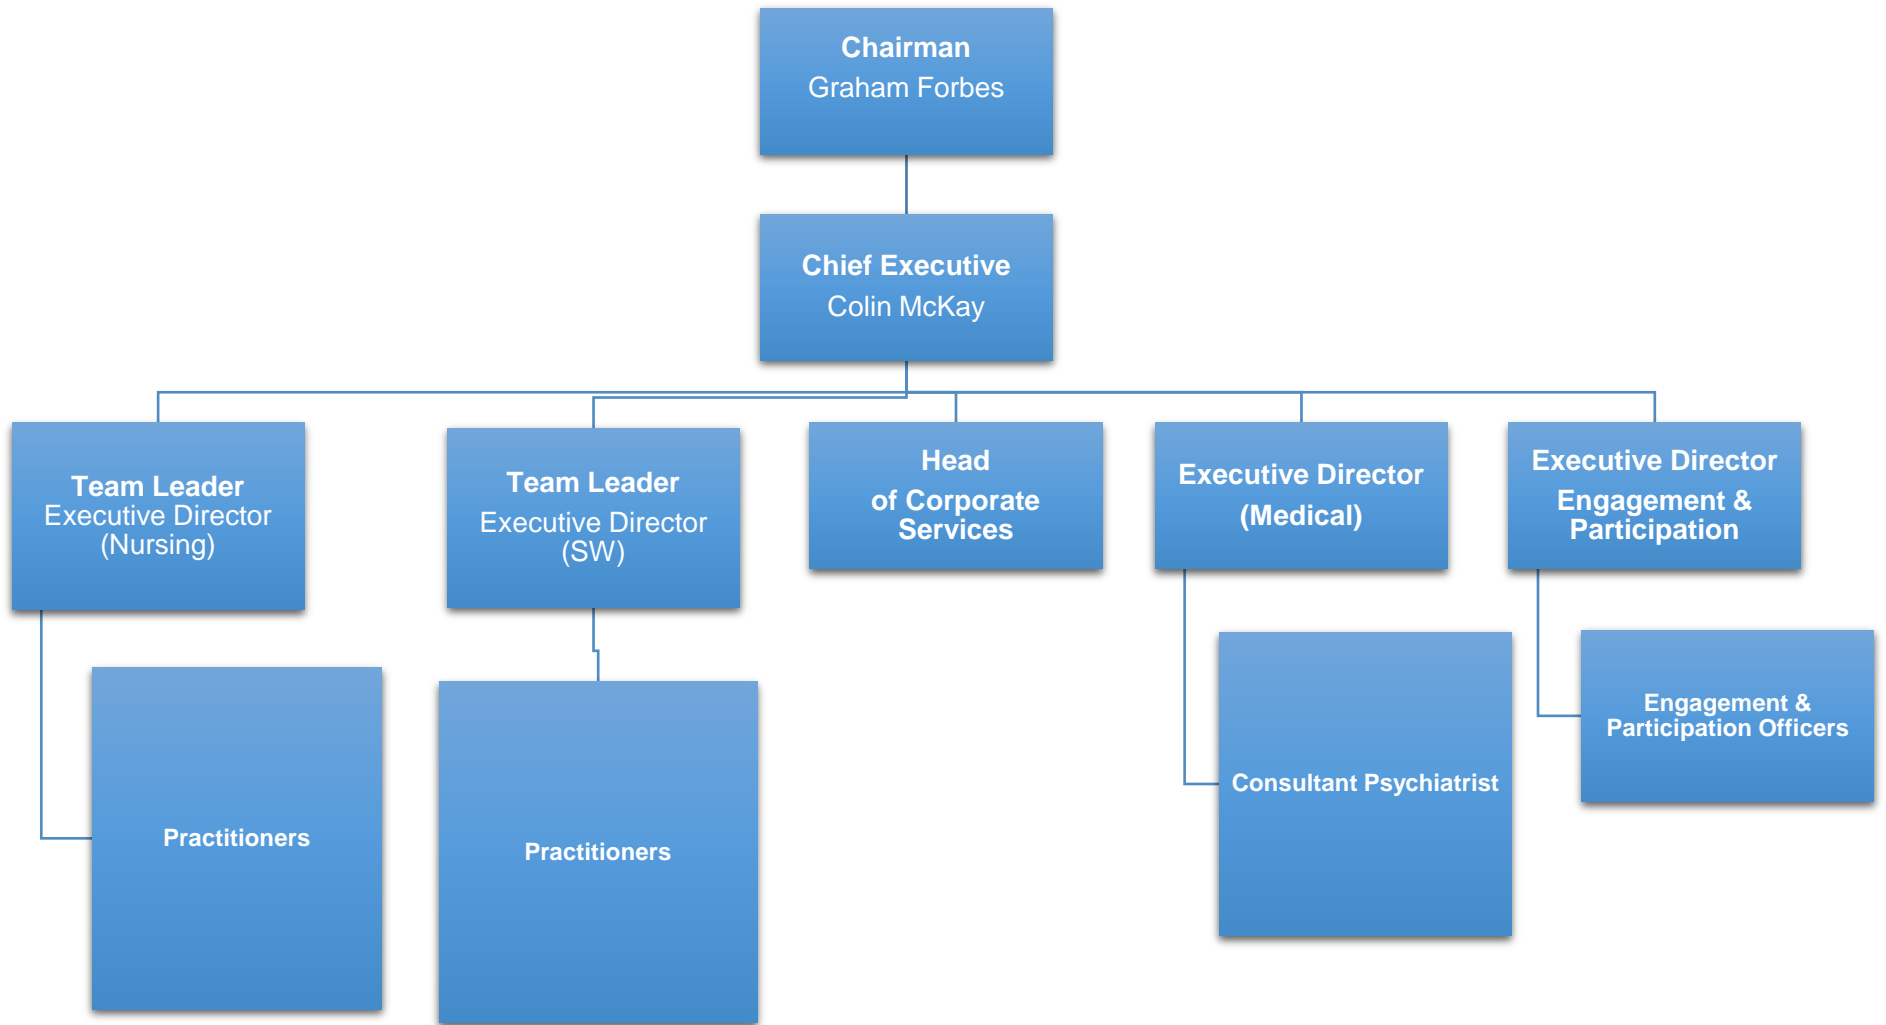 Chairman
Graham Forbes
Chief Executive
Colin McKay
Team Leader
Executive Director
(Nursing)
Team Leader
Executive Director
(SW)
Head
of Corporate
Services
Executive Director
(Medical)
Executive Director
Engagement &
Participation
Practitioners
Practitioners
Consultant Psychiatrist
Engagement &
Participation Officers